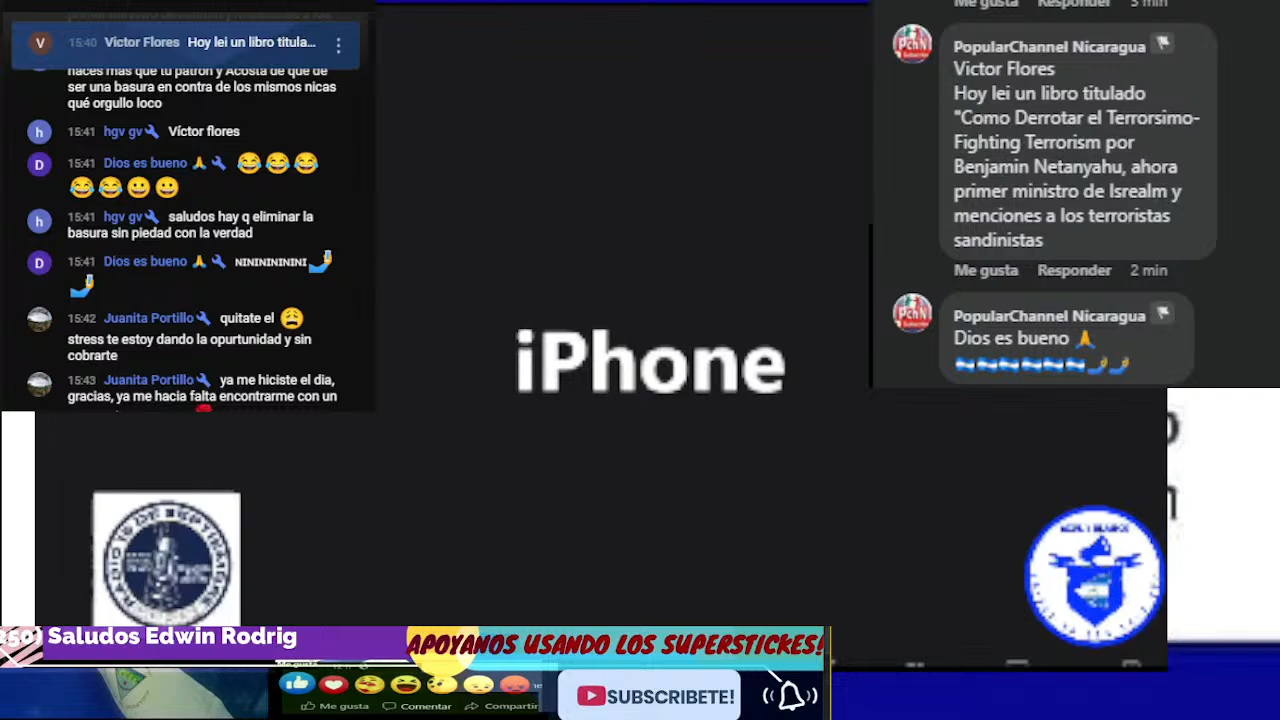 15:40 Victor Flores Hoy lei un libro titula...
haces mas que tu patron y Acosta de que de
ser una basura en contra de los mismos nicas
qué orgullo loco
15:41 hgv gv🔧 Víctor flores
15:41 Dios es bueno 🙏 🔧 😂😂😂
😂😂😀😀
15:41 hgv gv🔧 saludos hay q eliminar la
basura sin piedad con la verdad
15:41 Dios es bueno 🙏 🔧 NINININININI🤳
🤳
15:42 Juanita Portillo🔧 quitate el 😩
stress te estoy dando la opurtunidad y sin
cobrarte
15:43 Juanita Portillo🔧 ya me hiciste el dia,
gracias, ya me hacia falta encontrarme con un
iPhone
Me gusta Responder 3 min
PopularChannel Nicaragua
Victor Flores
Hoy lei un libro titulado
"Como Derrotar el Terrorsimo-
Fighting Terrorism por
Benjamin Netanyahu, ahora
primer ministro de Isrealm y
menciones a los terroristas
sandinistas
Me gusta Responder 2 min
PopularChannel Nicaragua
Dios es bueno 🙏
🇳🇮🇳🇮🇳🇮🇳🇮🇳🇮🇳🇮🤳🤳
250) Saludos Edwin Rodrig
APOYANOS USANDO LOS SUPERSTICKES!
Me gusta
Me gusta Comentar Compartir
SUBSCRIBETE!